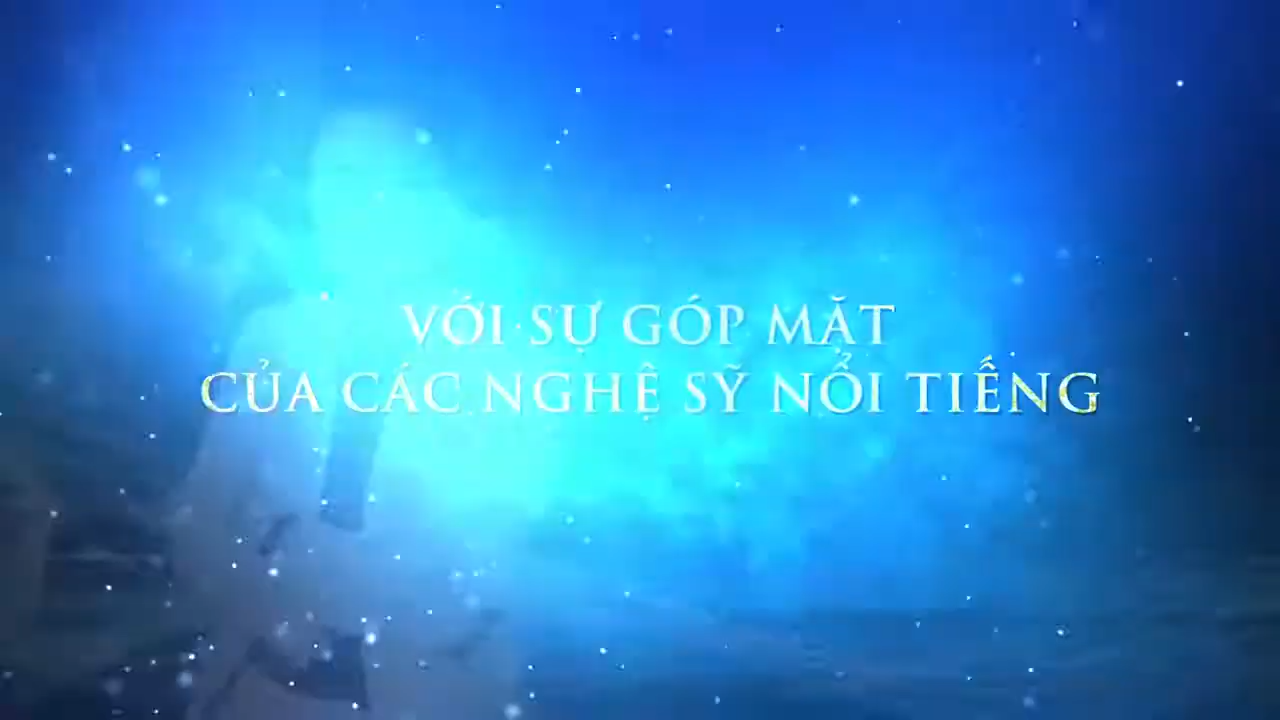 VỚI SỰ GÓP MẶT
CỦA CÁC NGHỆ SỸ NỔI TIẾNG